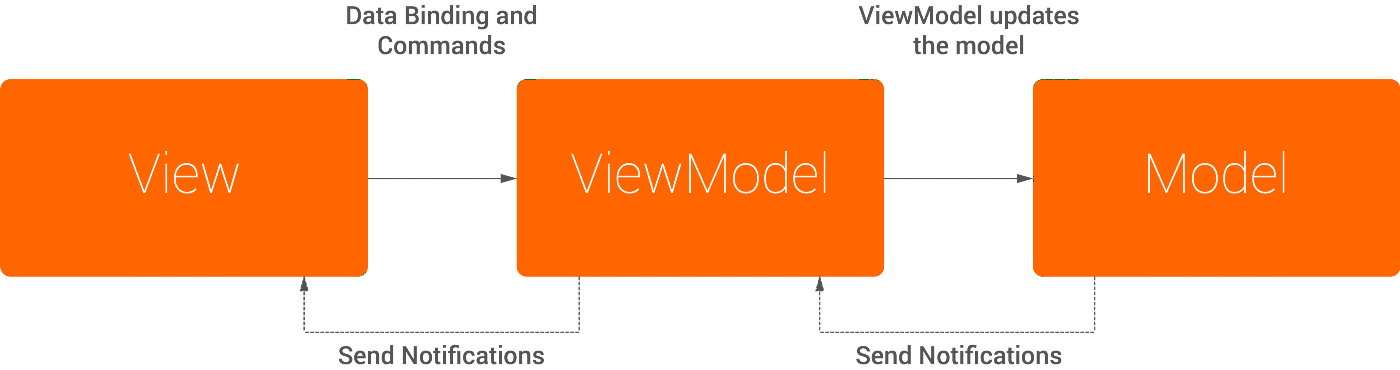 Data Binding and
Commands
ViewModel updates
the model
View
ViewModel
Model
Send Notifications
Send Notifications